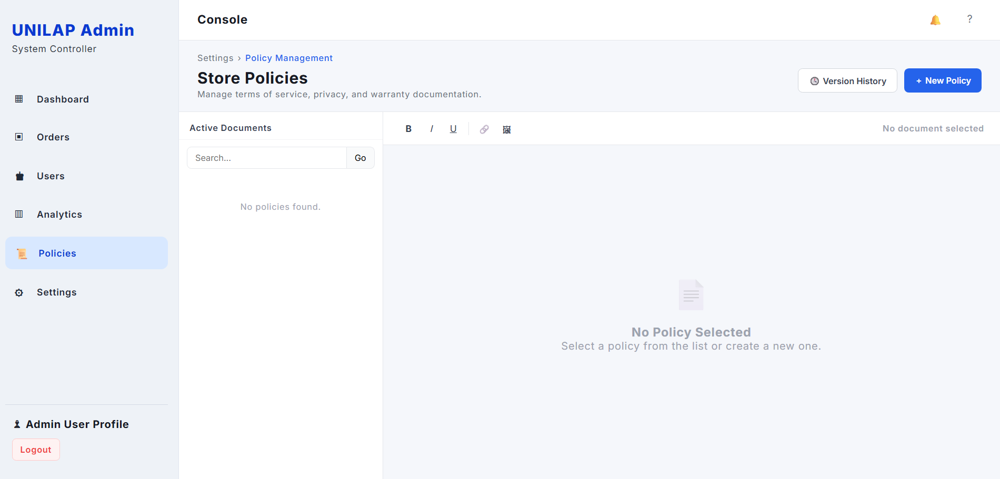 UNILAP Admin
System Controller
Dashboard
Orders
Users
Analytics
Policies
Settings
Admin User Profile
Logout
Console
?
Settings › Policy Management
Store Policies
Manage terms of service, privacy, and warranty documentation.
Version History
+ New Policy
Active Documents
Search...
Go
No policies found.
B I U
No document selected
No Policy Selected
Select a policy from the list or create a new one.